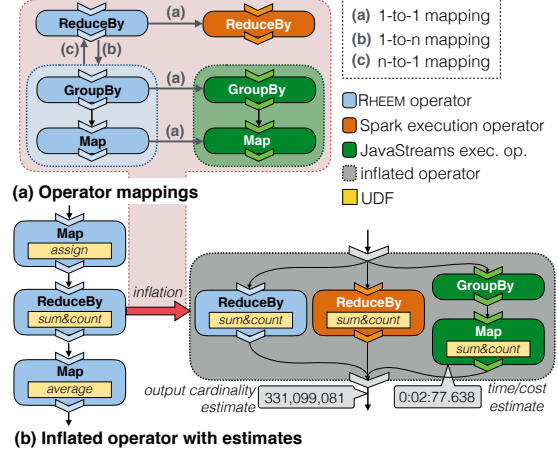 ReduceBy
(a)
ReduceBy
(c)
(b)
GroupBy
(a)
GroupBy
Map
(a)
Map
(a) 1-to-1 mapping
(b) 1-to-n mapping
(c) n-to-1 mapping
RHEEM operator
Spark execution operator
JavaStreams exec. op.
inflated operator
UDF
(a) Operator mappings
Map
assign
ReduceBy
sum&count
Map
average
inflation
ReduceBy
sum&count
ReduceBy
sum&count
GroupBy
Map
sum&count
output cardinality
estimate
331,099,081
0:02:77.638
time/cost
estimate
(b) Inflated operator with estimates